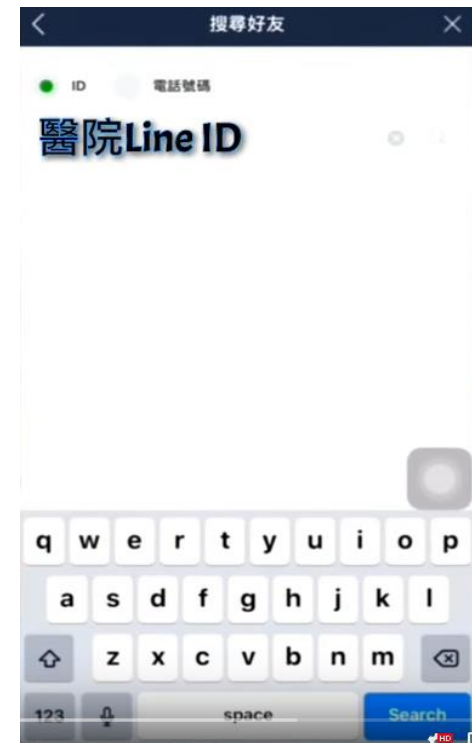 搜尋好友
ID 電話號碼
醫院Line ID
q w e r t y u i o p
a s d f g h j k l
z x c v b n m
123 space Search
HD